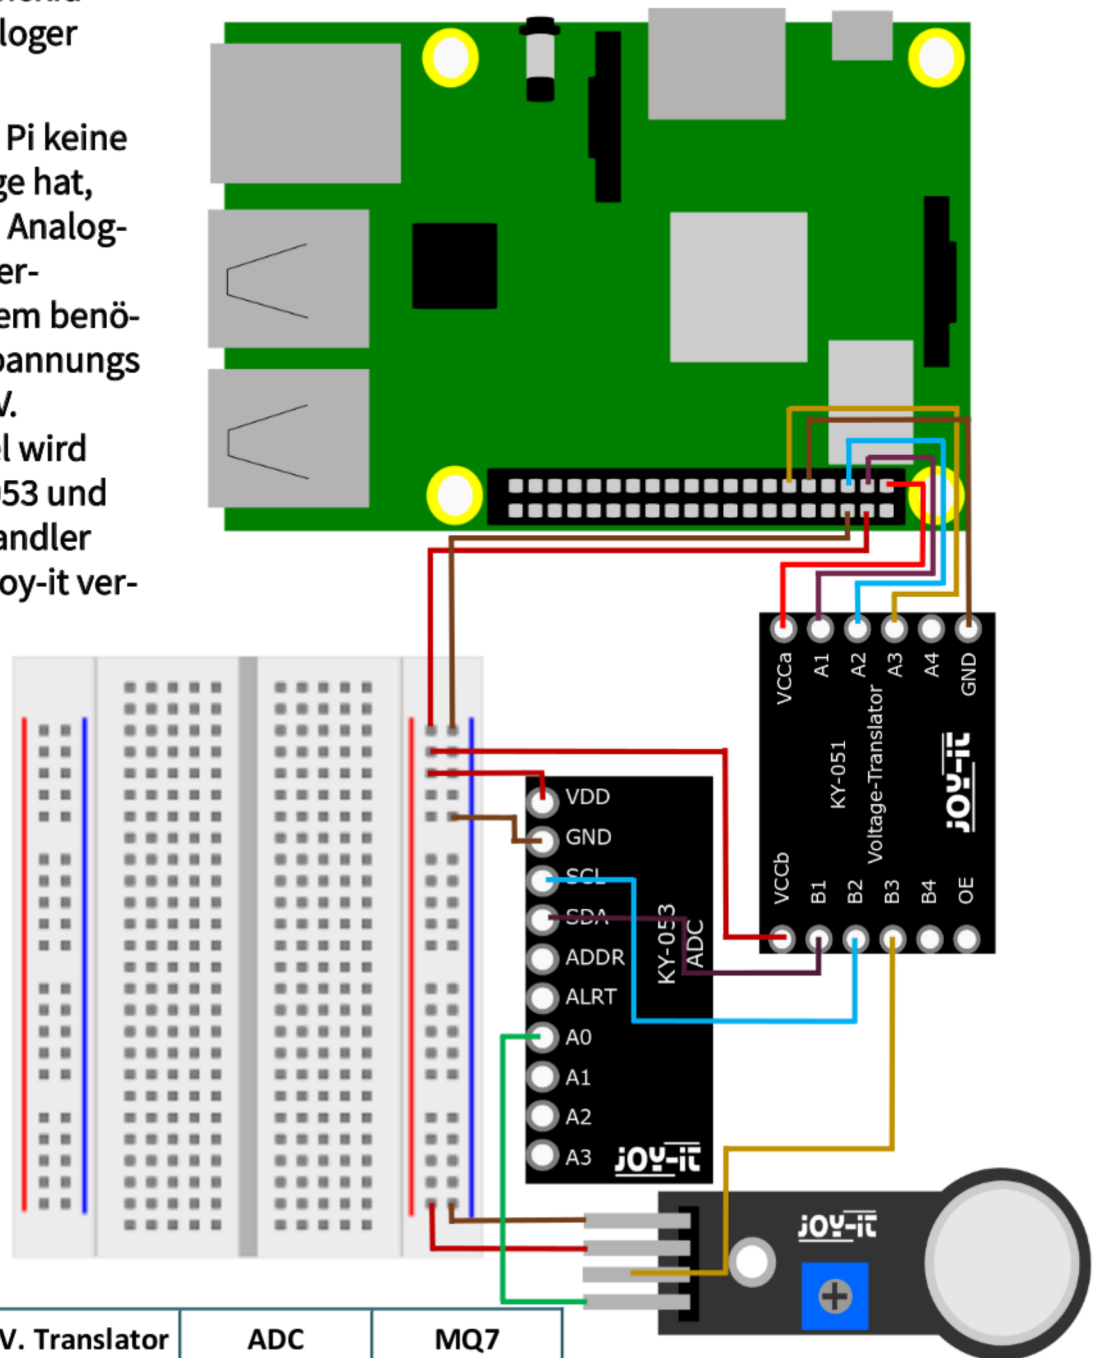 loger
Pi keine
ge hat,
Analog-
er-
em benö-
pannungs
V.
el wird
053 und
andler
oy-it ver-
VCCa
A1
A2
A3
A4
GND
KY-051
Voltage-Translator
JOY-iT
VCCb
B1
B2
B3
B4
OE
VDD
GND
SCL
SDA
ADDR
ALRT
A0
A1
A2
A3
KY-053
ADC
JOY-iT
JOY-iT
V. Translator
ADC
MQ7